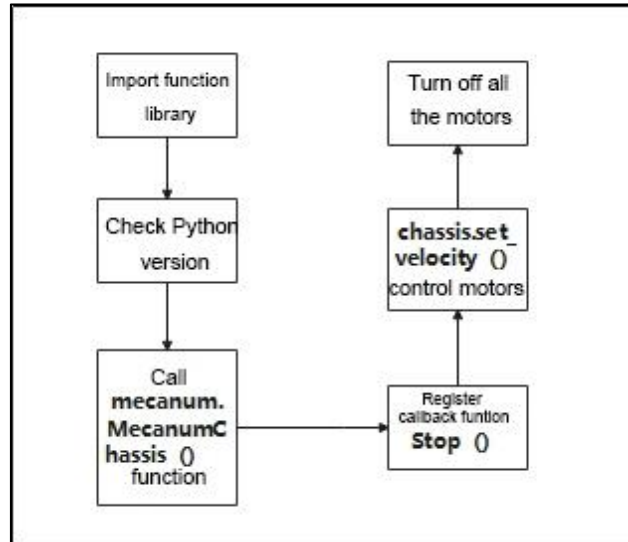 Import function
library
Check Python
version
Call
mecanum.
MecanumC
hassis ()
function
Register
callback funtion
Stop ()
chassis.set_
velocity ()
control motors
Turn off all
the motors